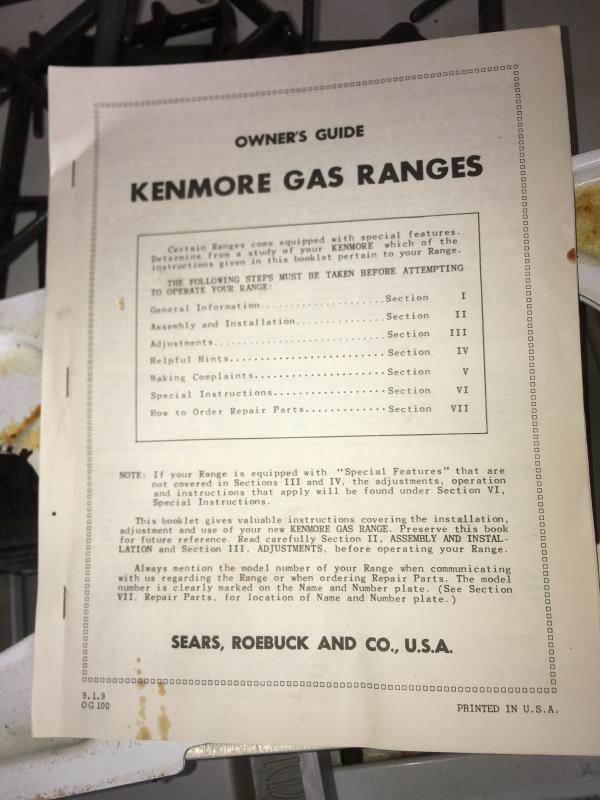 OWNER'S GUIDE
KENMORE GAS RANGES
Certain Ranges come equipped with special features.
Determine from a study of your KENMORE which of the
instructions given in this booklet pertain to your Range.
THE FOLLOWING STEPS MUST BE TAKEN BEFORE ATTEMPTING
TO OPERATE YOUR RANGE:
General Information......................Section I
Assembly and Installation................Section II
Adjustments..............................Section III
Helpful Hints............................Section IV
Baking Complaints........................Section V
Special Instructions.....................Section VI
How to Order Repair Parts................Section VII
NOTE: If your Range is equipped with "Special Features" that are
not covered in Sections III and IV, the adjustments, operation
and instructions that apply will be found under Section VI,
Special Instructions.
This booklet gives valuable instructions covering the installation,
adjustment and use of your new KENMORE GAS RANGE. Preserve this book
for future reference. Read carefully Section II, ASSEMBLY AND INSTAL-
LATION and Section III, ADJUSTMENTS, before operating your Range.
Always mention the model number of your Range when communicating
with us regarding the Range or when ordering Repair Parts. The model
number is clearly marked on the Name and Number plate. (See Section
VII, Repair Parts, for location of Name and Number plate.)
SEARS, ROEBUCK AND CO., U.S.A.
9.1.9
OG 100
PRINTED IN U.S.A.